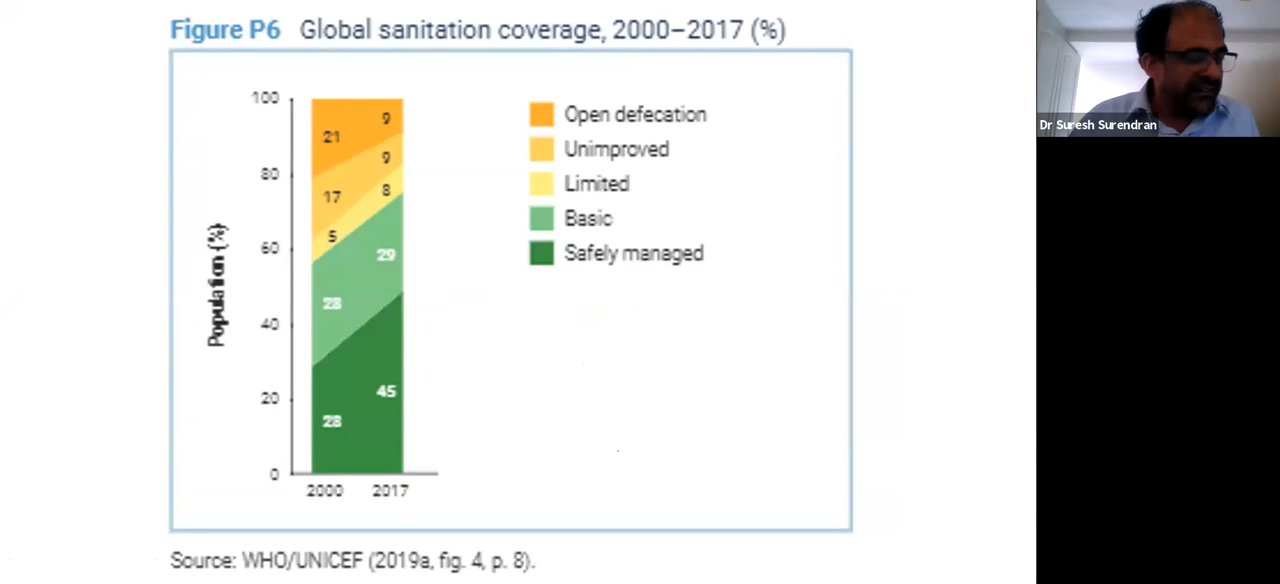 Figure P6 Global sanitation coverage, 2000–2017 (%)
Dr Suresh Surendran
100
80
60
40
20
0
Population (%)
21
17
5
28
28
9
9
8
29
45
2000 2017
Open defecation
Unimproved
Limited
Basic
Safely managed
Source: WHO/UNICEF (2019a, fig. 4, p. 8).